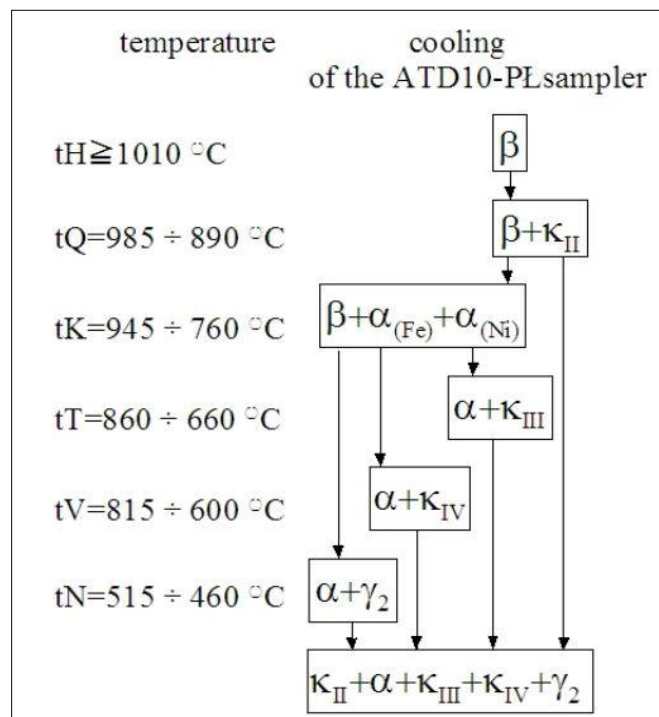 temperature cooling
of the ATD10-PŁsampler
tH≧1010 °C β
tQ=985 ÷ 890 °C β+κII
tK=945 ÷ 760 °C β+α(Fe)+α(Ni)
tT=860 ÷ 660 °C α+κIII
tV=815 ÷ 600 °C α+κIV
tN=515 ÷ 460 °C α+γ2
κII+α+κIII+κIV+γ2